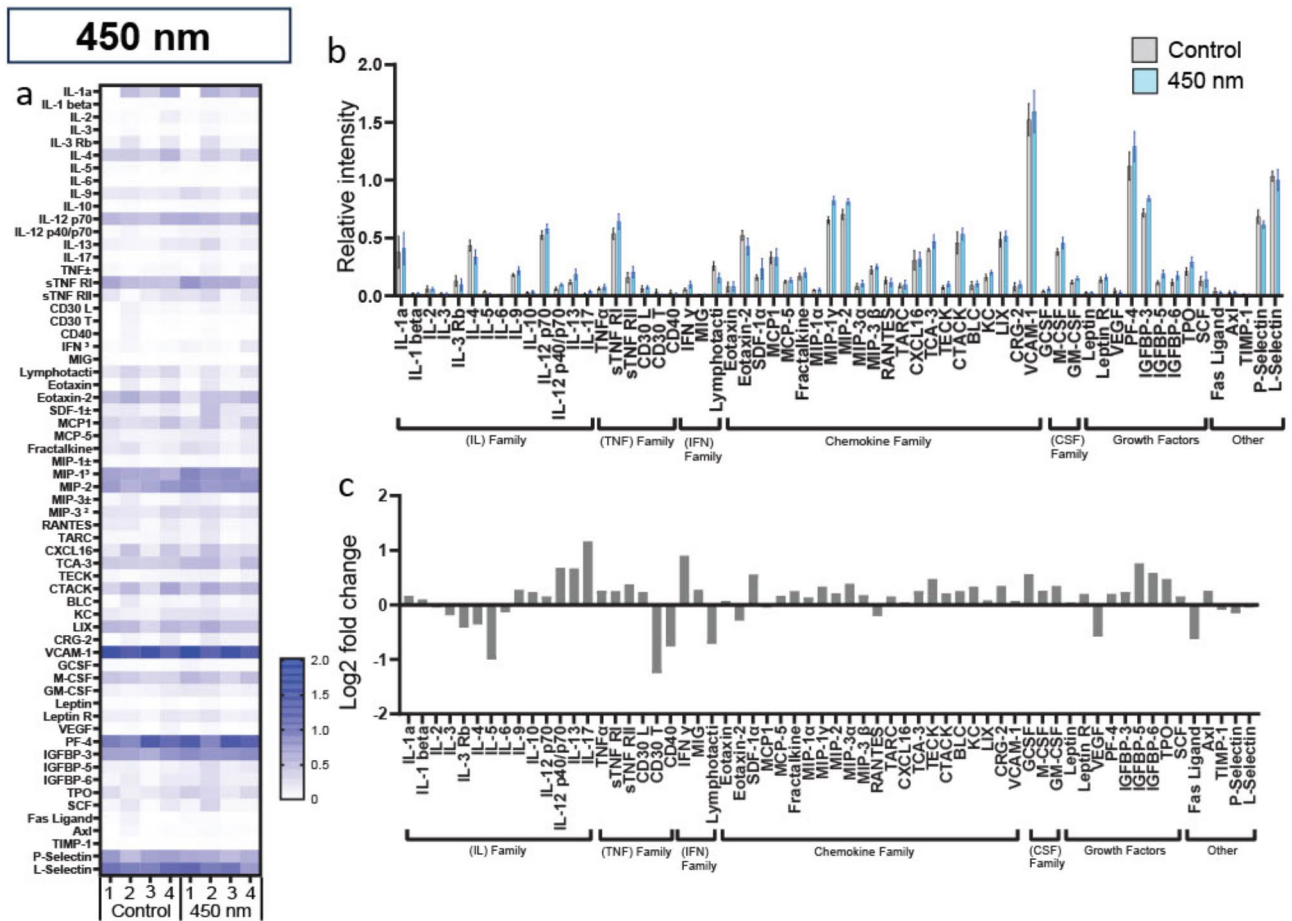 450 nm
a
IL-1a
IL-1 beta
IL-2
IL-3
IL-3 Rb
IL-4
IL-5
IL-6
IL-9
IL-10
IL-12 p70
IL-12 p40/p70
IL-13
IL-17
TNF±
sTNF RI
sTNF RII
CD30 L
CD30 T
CD40
IFN ³
MIG
Lymphotacti
Eotaxin
Eotaxin-2
SDF-1±
MCP1
MCP-5
Fractalkine
MIP-1±
MIP-1³
MIP-2
MIP-3±
MIP-3 ²
RANTES
TARC
CXCL16
TCA-3
TECK
CTACK
BLC
KC
LIX
CRG-2
VCAM-1
GCSF
M-CSF
GM-CSF
Leptin
Leptin R
VEGF
PF-4
IGFBP-3
IGFBP-5
IGFBP-6
TPO
SCF
Fas Ligand
Axl
TIMP-1
P-Selectin
L-Selectin
1 2 3 4 1 2 3 4
Control 450 nm
2.0
1.5
1.0
0.5
0
b
Control
450 nm
Relative intensity
2.0
1.5
1.0
0.5
0.0
IL-1a
IL-1 beta
IL-2
IL-3
IL-3 Rb
IL-4
IL-5
IL-6
IL-9
IL-10
IL-12 p70
IL-12 p40/p70
IL-13
IL-17
TNFα
sTNF RI
sTNF RII
CD30 L
CD30 T
CD40
IFN γ
MIG
Lymphotacti
Eotaxin
Eotaxin-2
SDF-1α
MCP1
MCP-5
Fractalkine
MIP-1α
MIP-1γ
MIP-2
MIP-3α
MIP-3 β
RANTES
TARC
CXCL16
TCA-3
TECK
CTACK
BLC
KC
LIX
CRG-2
VCAM-1
GCSF
M-CSF
GM-CSF
Leptin
Leptin R
VEGF
PF-4
IGFBP-3
IGFBP-5
IGFBP-6
TPO
SCF
Fas Ligand
Axl
TIMP-1
P-Selectin
L-Selectin
(IL) Family
(TNF) Family
(IFN)
Family
Chemokine Family
(CSF)
Family
Growth Factors
Other
c
Log2 fold change
2
1
0
-1
-2
IL-1a
IL-1 beta
IL-2
IL-3
IL-3 Rb
IL-4
IL-5
IL-6
IL-9
IL-10
IL-12 p70
IL-12 p40/p70
IL-13
IL-17
TNFα
sTNF RI
sTNF RII
CD30 L
CD30 T
CD40
IFN γ
MIG
Lymphotacti
Eotaxin
Eotaxin-2
SDF-1α
MCP1
MCP-5
Fractalkine
MIP-1α
MIP-1γ
MIP-2
MIP-3α
MIP-3 β
RANTES
TARC
CXCL16
TCA-3
TECK
CTACK
BLC
KC
LIX
CRG-2
VCAM-1
GCSF
M-CSF
GM-CSF
Leptin
Leptin R
VEGF
PF-4
IGFBP-3
IGFBP-5
IGFBP-6
TPO
SCF
Fas Ligand
Axl
TIMP-1
P-Selectin
L-Selectin
(IL) Family
(TNF) Family
(IFN)
Family
Chemokine Family
(CSF)
Family
Growth Factors
Other